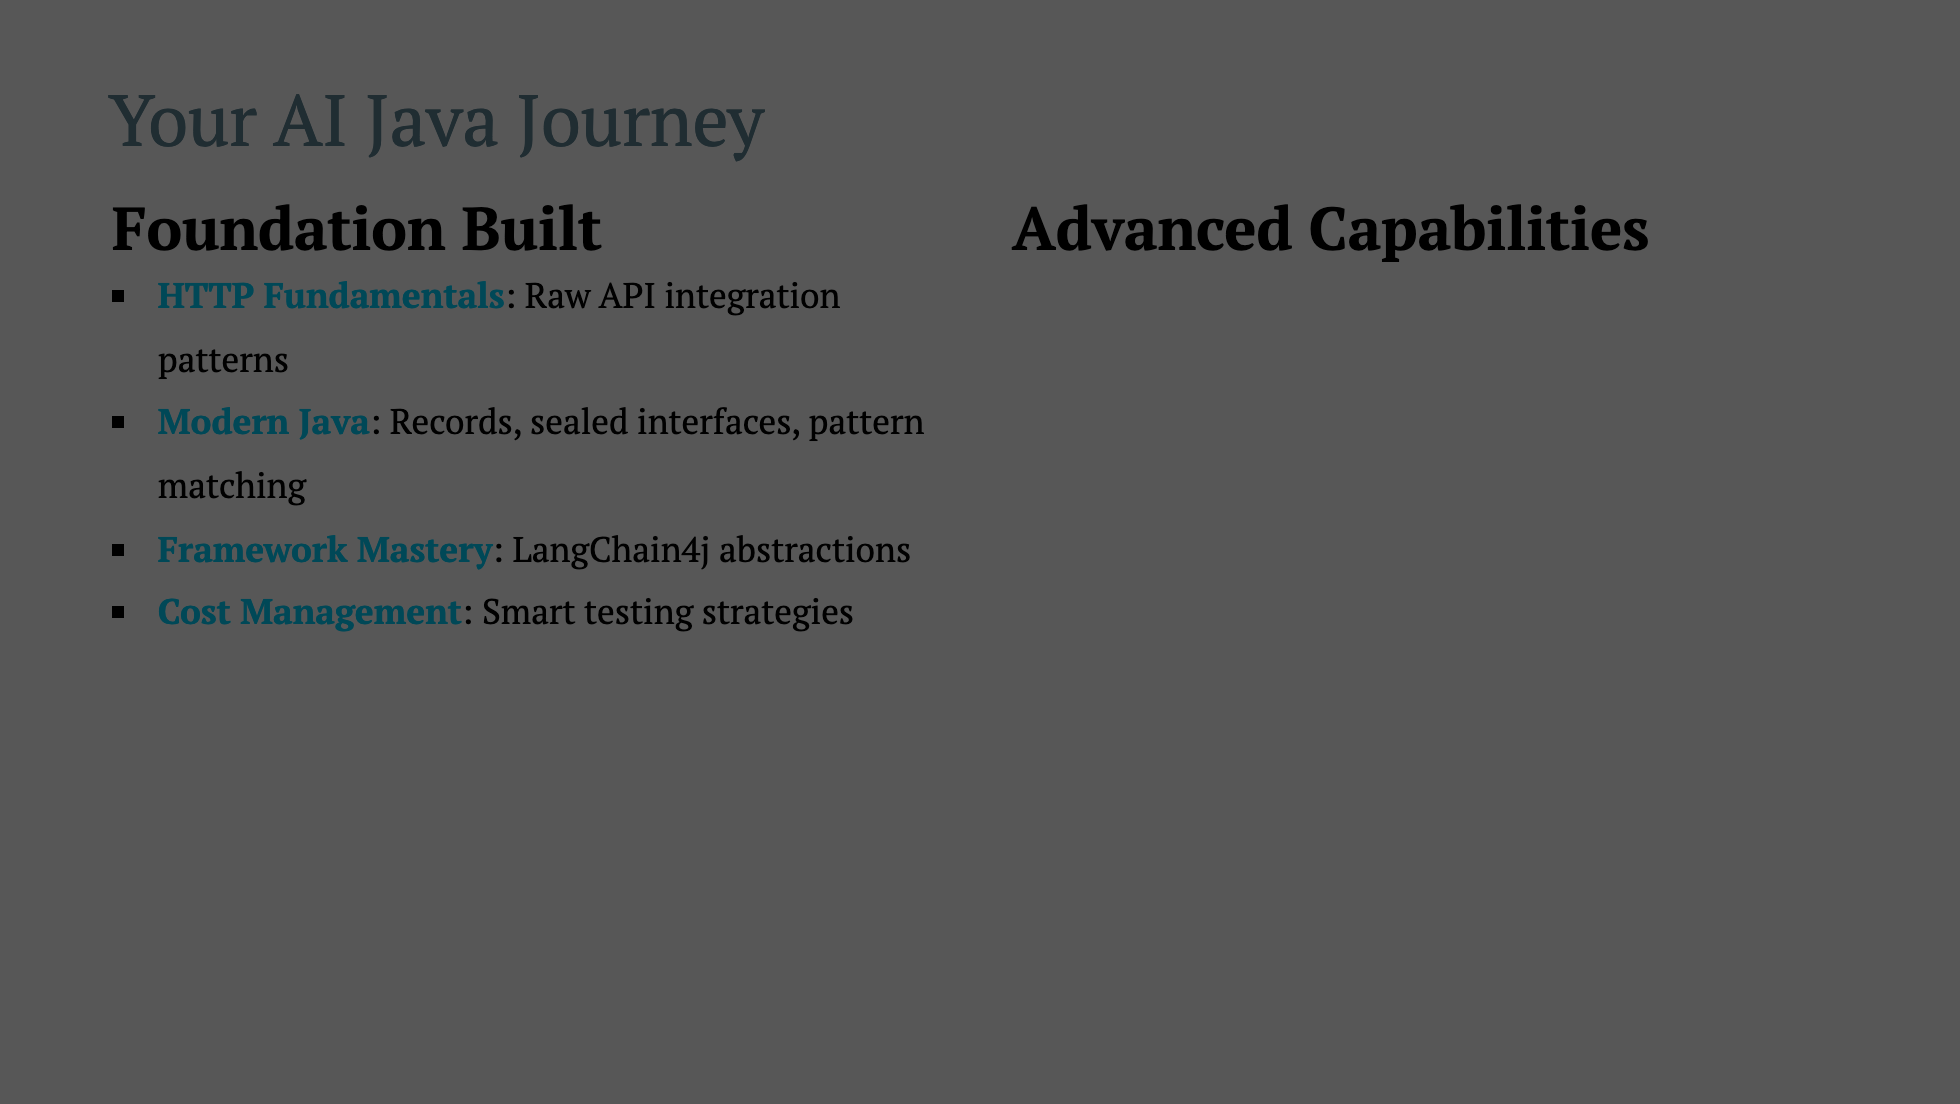 Your AI Java Journey
Foundation Built
HTTP Fundamentals: Raw API integration
patterns
Modern Java: Records, sealed interfaces, pattern
matching
Framework Mastery: LangChain4j abstractions
Cost Management: Smart testing strategies
Advanced Capabilities